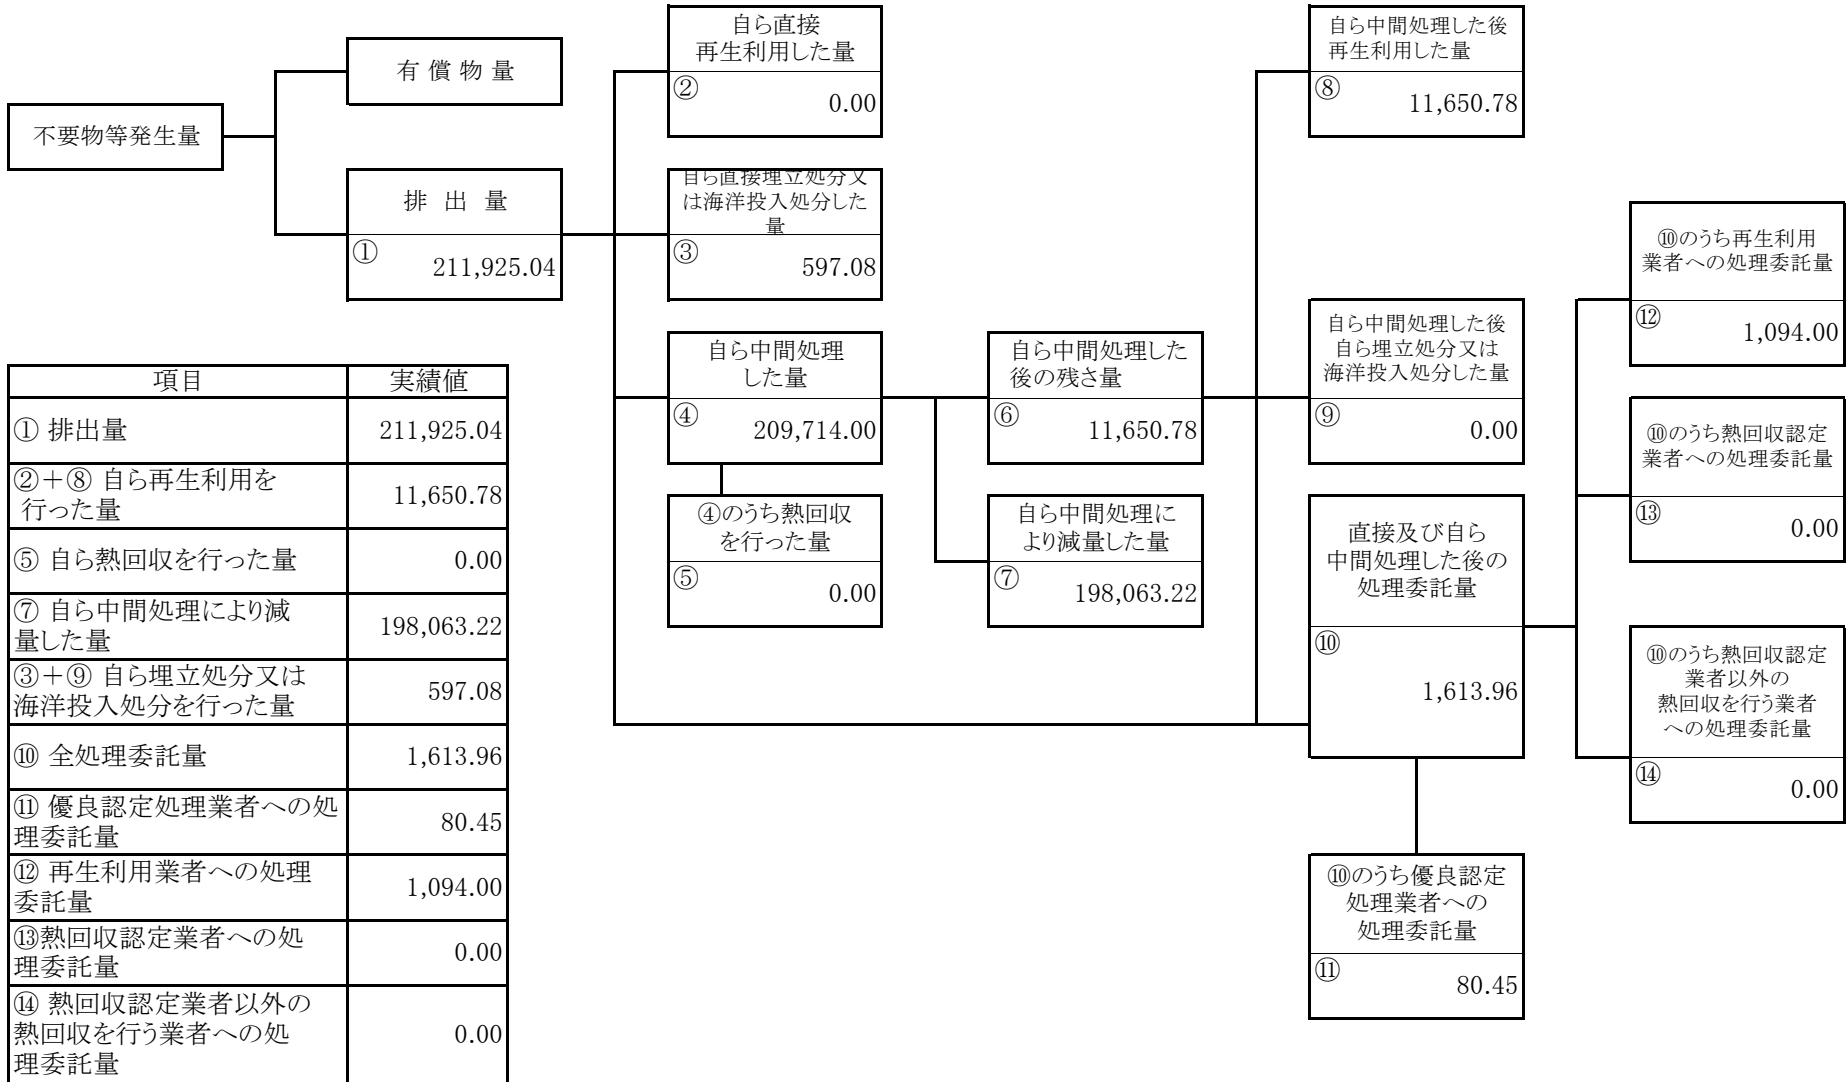 不要物等発生量
有償物量
排出量
①
211,925.04
自ら直接
再生利用した量
②
0.00
自ら直接埋立処分又
は海洋投入処分した
量
③
597.08
自ら中間処理
した量
④
209,714.00
④のうち熱回収
を行った量
⑤
0.00
自ら中間処理した
後の残さ量
⑥
11,650.78
自ら中間処理に
より減量した量
⑦
198,063.22
自ら中間処理した後
再生利用した量
⑧
11,650.78
自ら中間処理した後
自ら埋立処分又は
海洋投入処分した量
⑨
0.00
直接及び自ら
中間処理した後の
処理委託量
⑩
1,613.96
⑩のうち優良認定
処理業者への
処理委託量
⑪
80.45
⑩のうち再生利用
業者への処理委託量
⑫
1,094.00
⑩のうち熱回収認定
業者への処理委託量
⑬
0.00
⑩のうち熱回収認定
業者以外の
熱回収を行う業者
への処理委託量
⑭
0.00
項目 実績値
① 排出量 211,925.04
②+⑧ 自ら再生利用を
行った量 11,650.78
⑤ 自ら熱回収を行った量 0.00
⑦ 自ら中間処理により減
量した量 198,063.22
③+⑨ 自ら埋立処分又は
海洋投入処分を行った量 597.08
⑩ 全処理委託量 1,613.96
⑪ 優良認定処理業者への処
理委託量 80.45
⑫ 再生利用業者への処理
委託量 1,094.00
⑬熱回収認定業者への処
理委託量 0.00
⑭ 熱回収認定業者以外の
熱回収を行う業者への処
理委託量 0.00